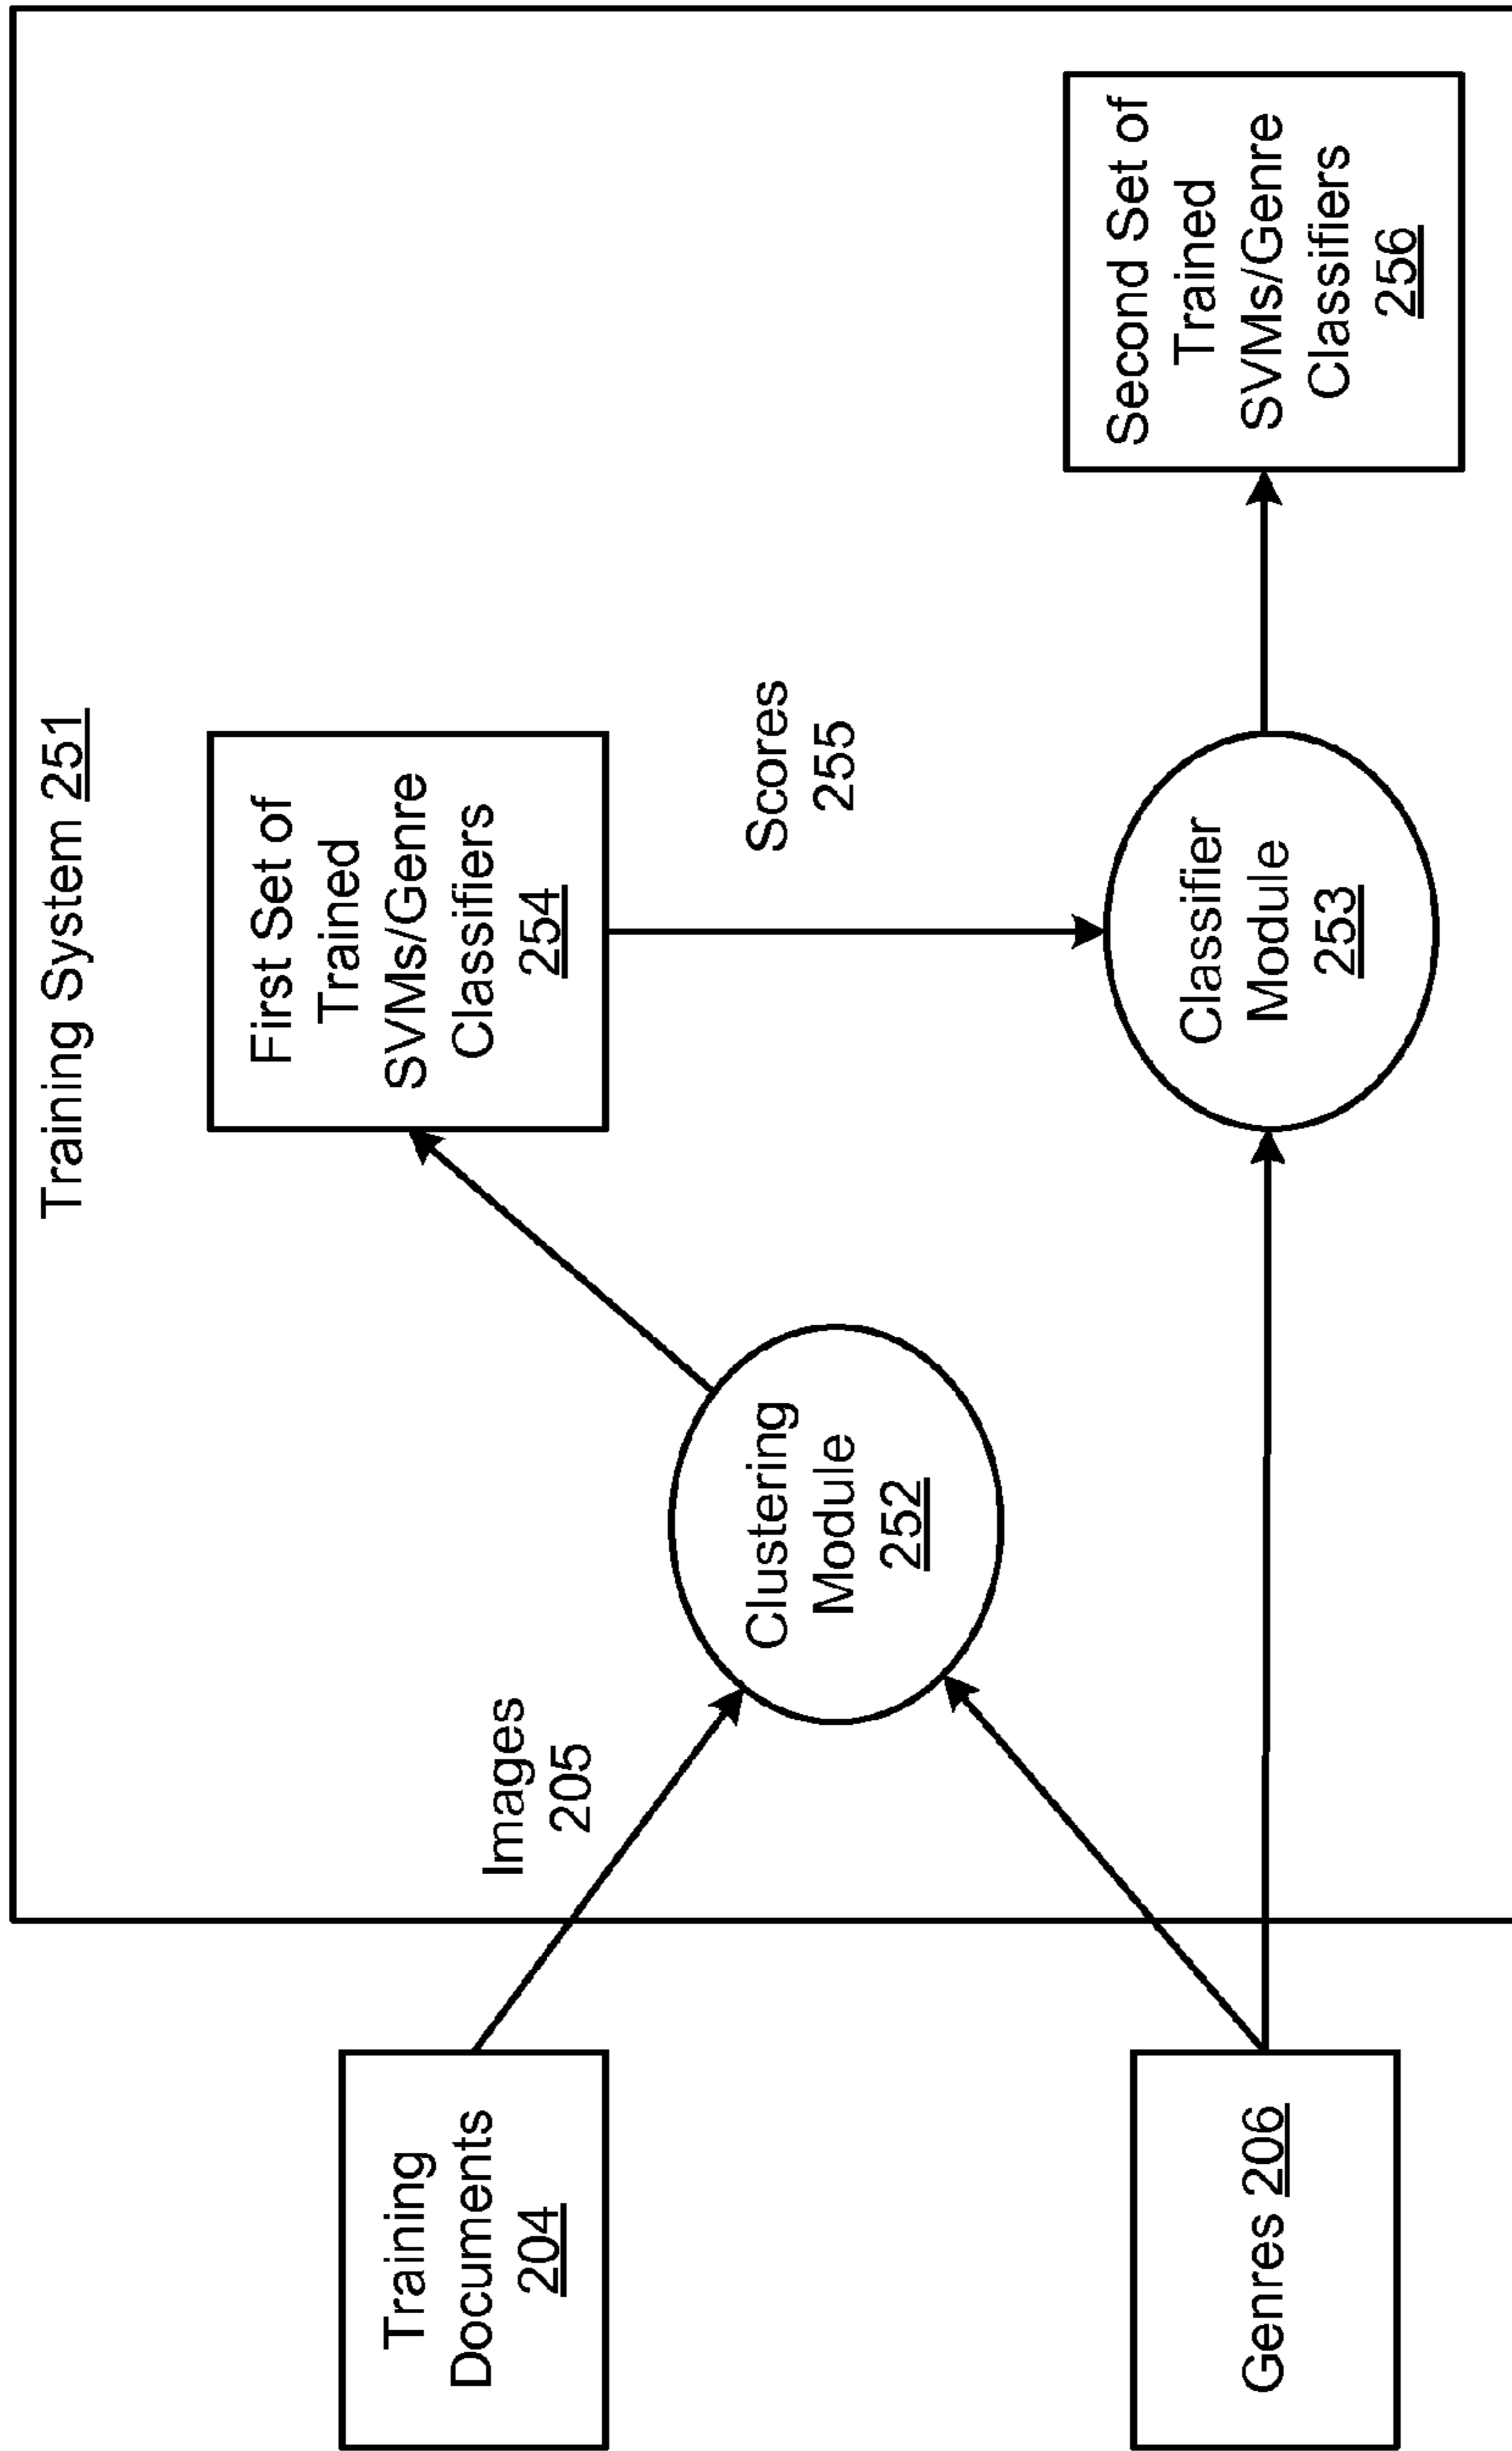 Training System 251
Training
Documents
204
Images
205
Genres 206
Clustering
Module
252
First Set of
Trained
SVMs/Genre
Classifiers
254
Scores
255
Classifier
Module
253
Second Set of
Trained
SVMs/Genre
Classifiers
256